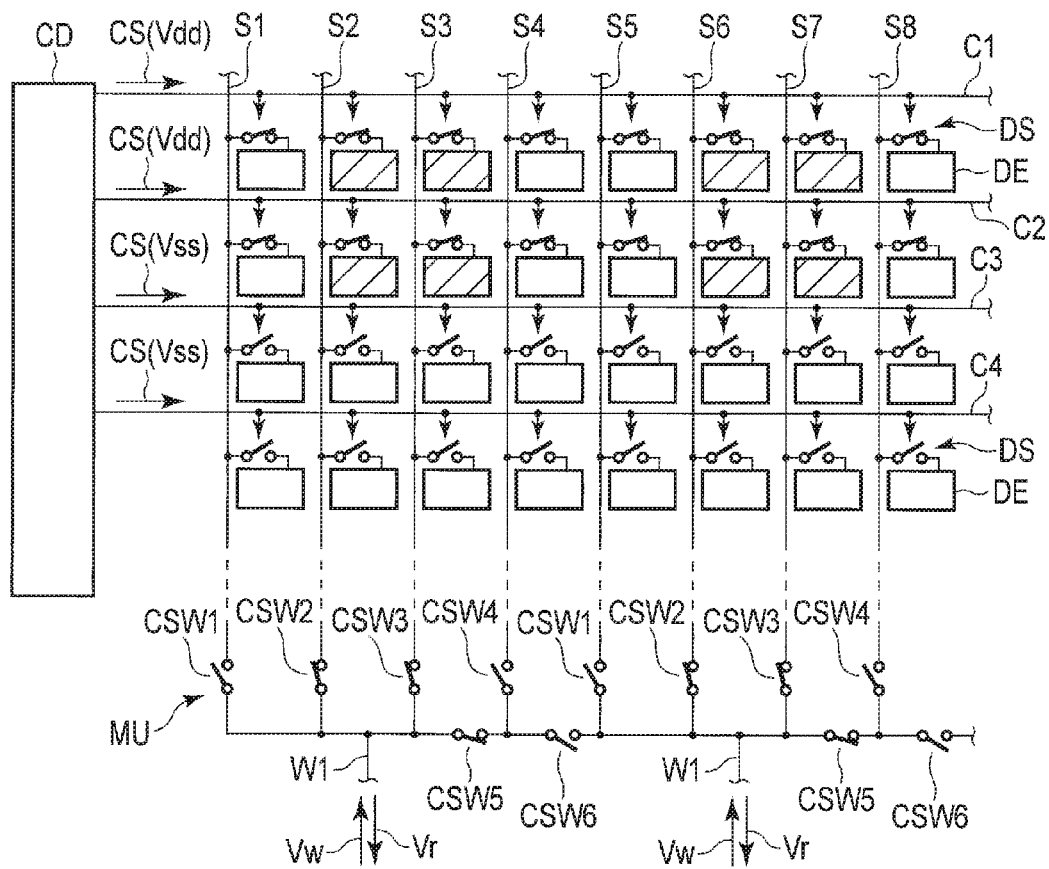 CD
CS(Vdd)
S1
S2
S3
S4
S5
S6
S7
S8
C1
CS(Vdd)
DS
DE
C2
CS(Vss)
C3
CS(Vss)
C4
DS
DE
CSW1
CSW2
CSW3
CSW4
CSW1
CSW2
CSW3
CSW4
MU
W1
CSW5
CSW6
W1
CSW5
CSW6
Vw
Vr
Vw
Vr